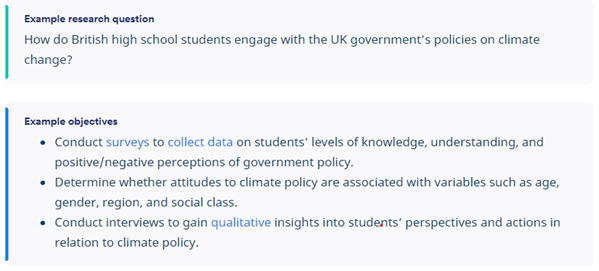 Example research question
How do British high school students engage with the UK government’s policies on climate
change?
Example objectives
Conduct surveys to collect data on students’ levels of knowledge, understanding, and
positive/negative perceptions of government policy.
Determine whether attitudes to climate policy are associated with variables such as age,
gender, region, and social class.
Conduct interviews to gain qualitative insights into students’ perspectives and actions in
relation to climate policy.